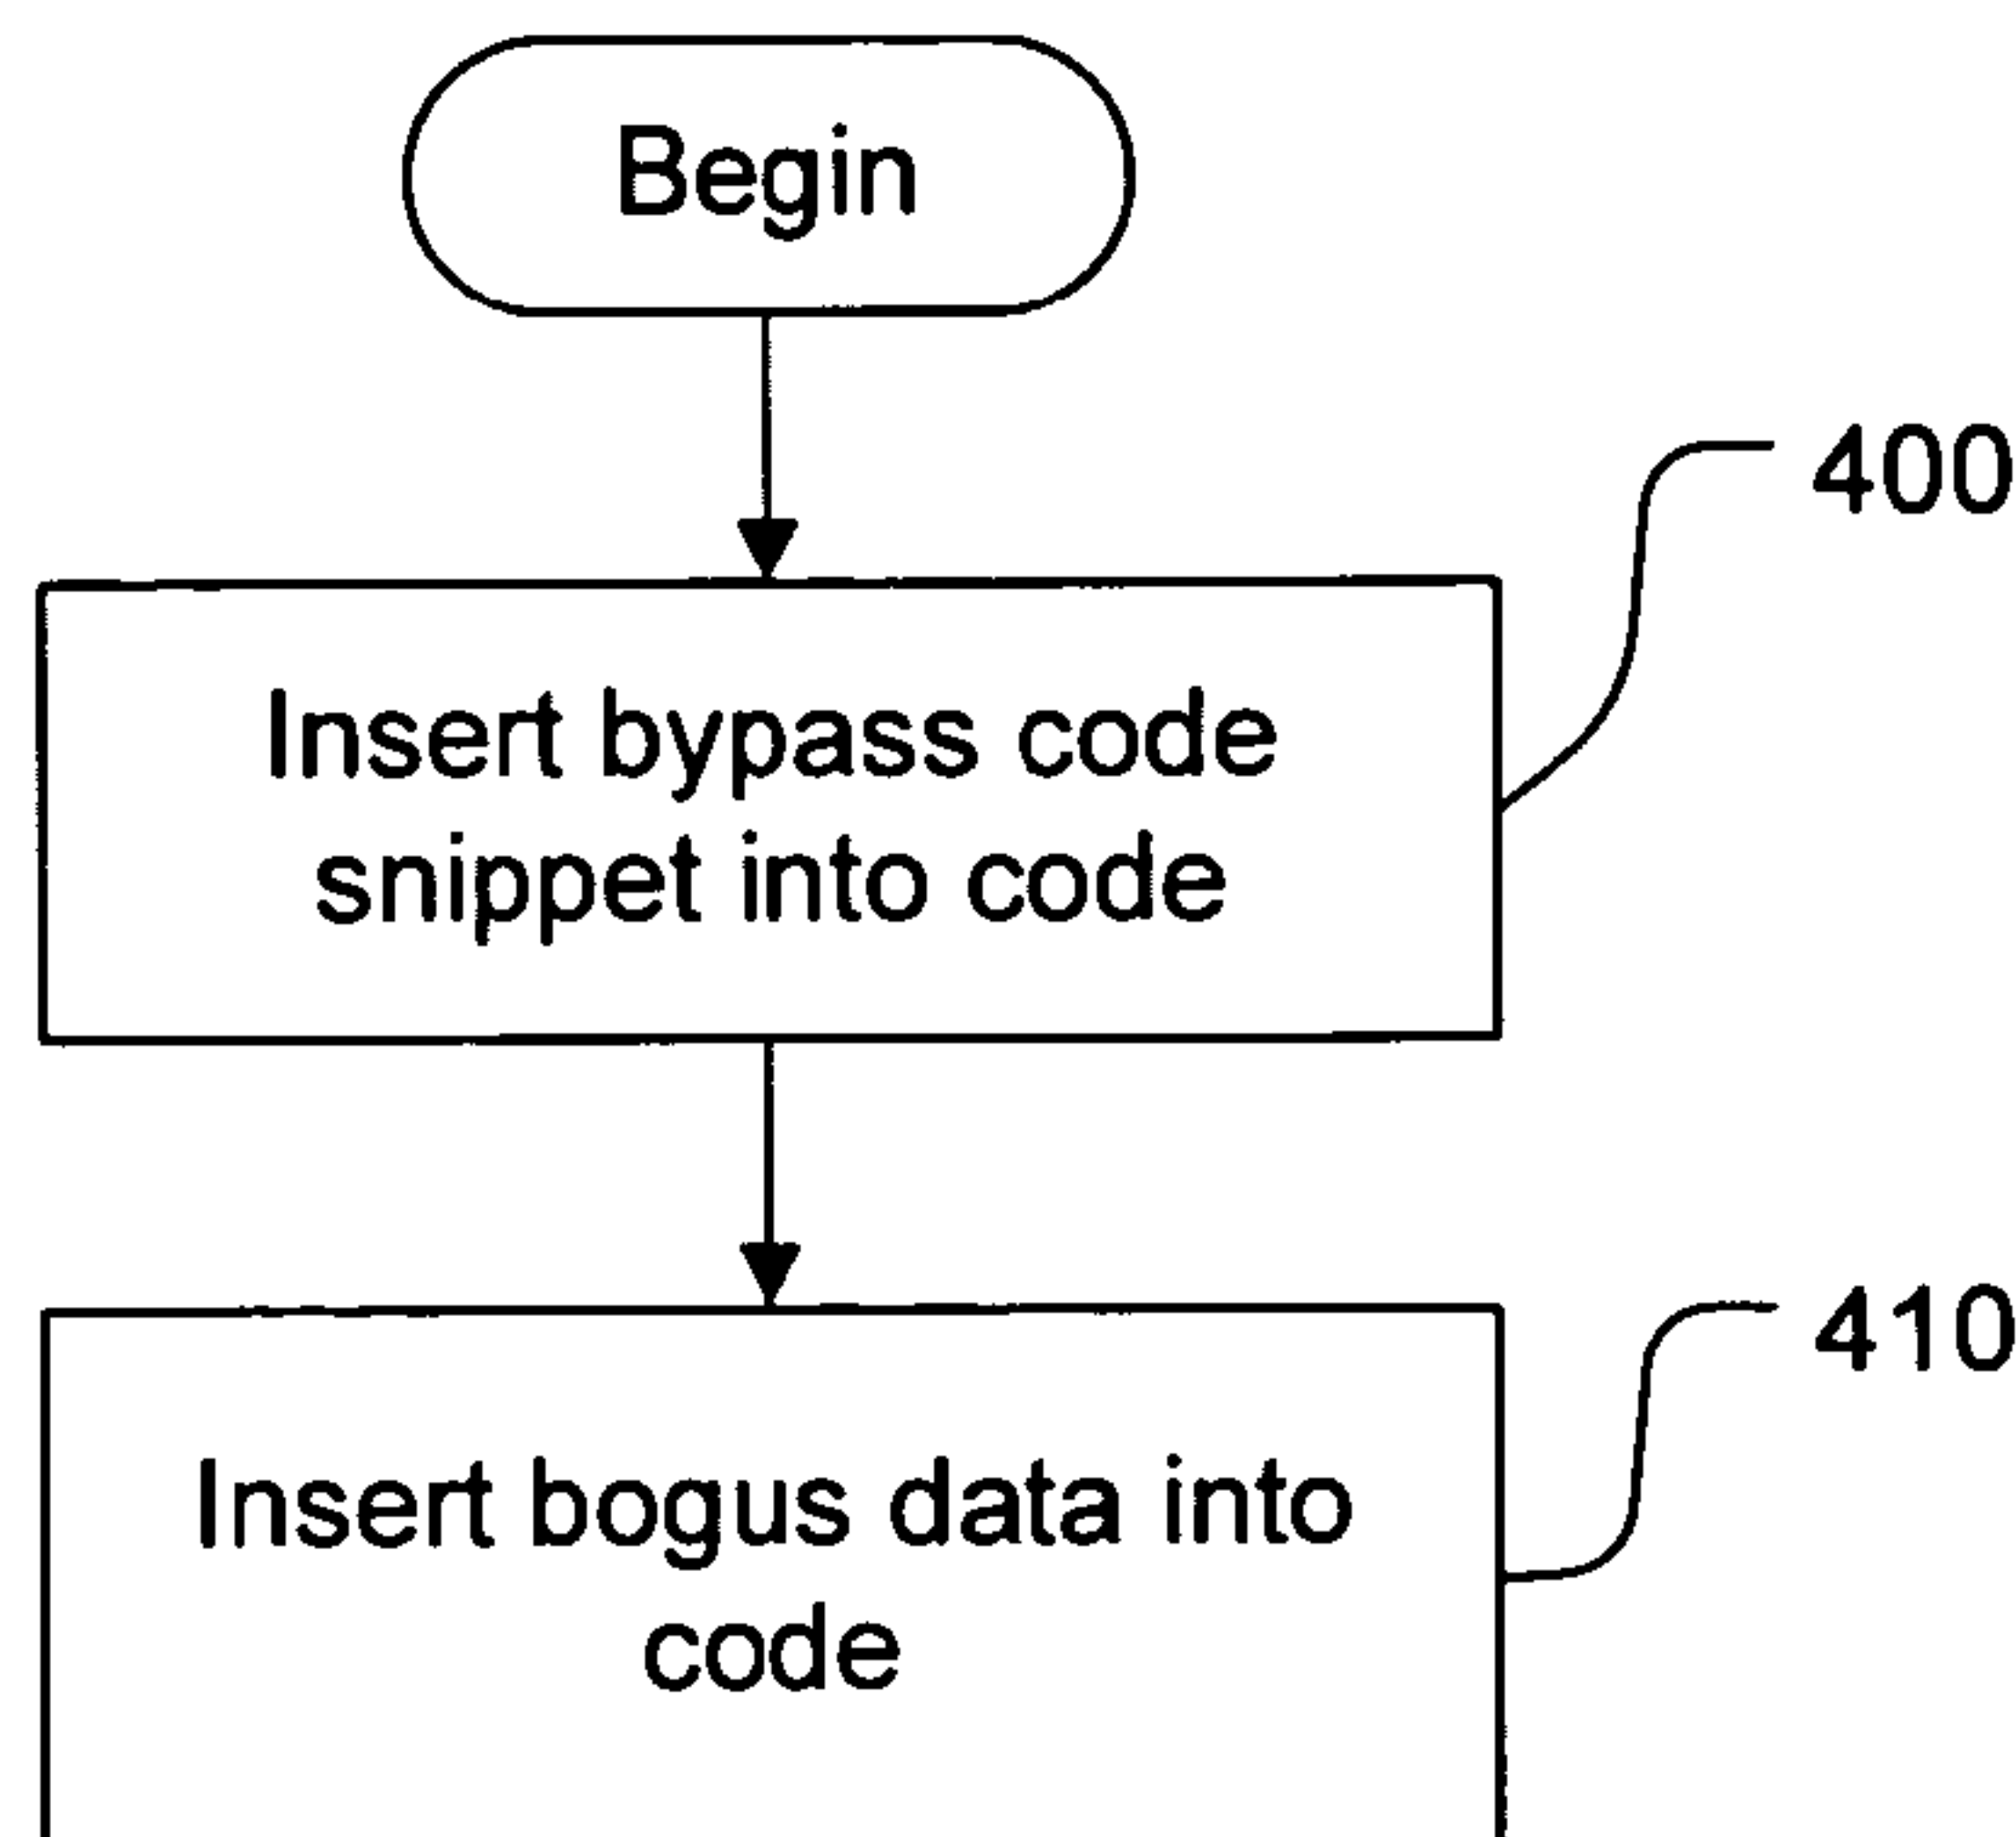 Begin
400
Insert bypass code
snippet into code
410
Insert bogus data into
code